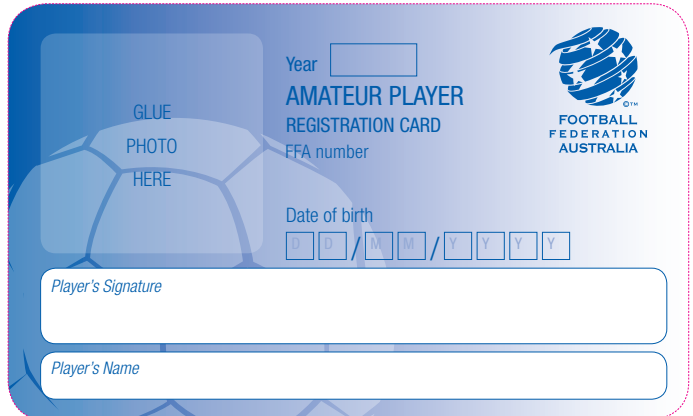 GLUE
PHOTO
HERE
Year
AMATEUR PLAYER
REGISTRATION CARD
FFA number
Date of birth
D D / M M / Y Y Y Y
©™
FOOTBALL
FEDERATION
AUSTRALIA
Player's Signature
Player's Name